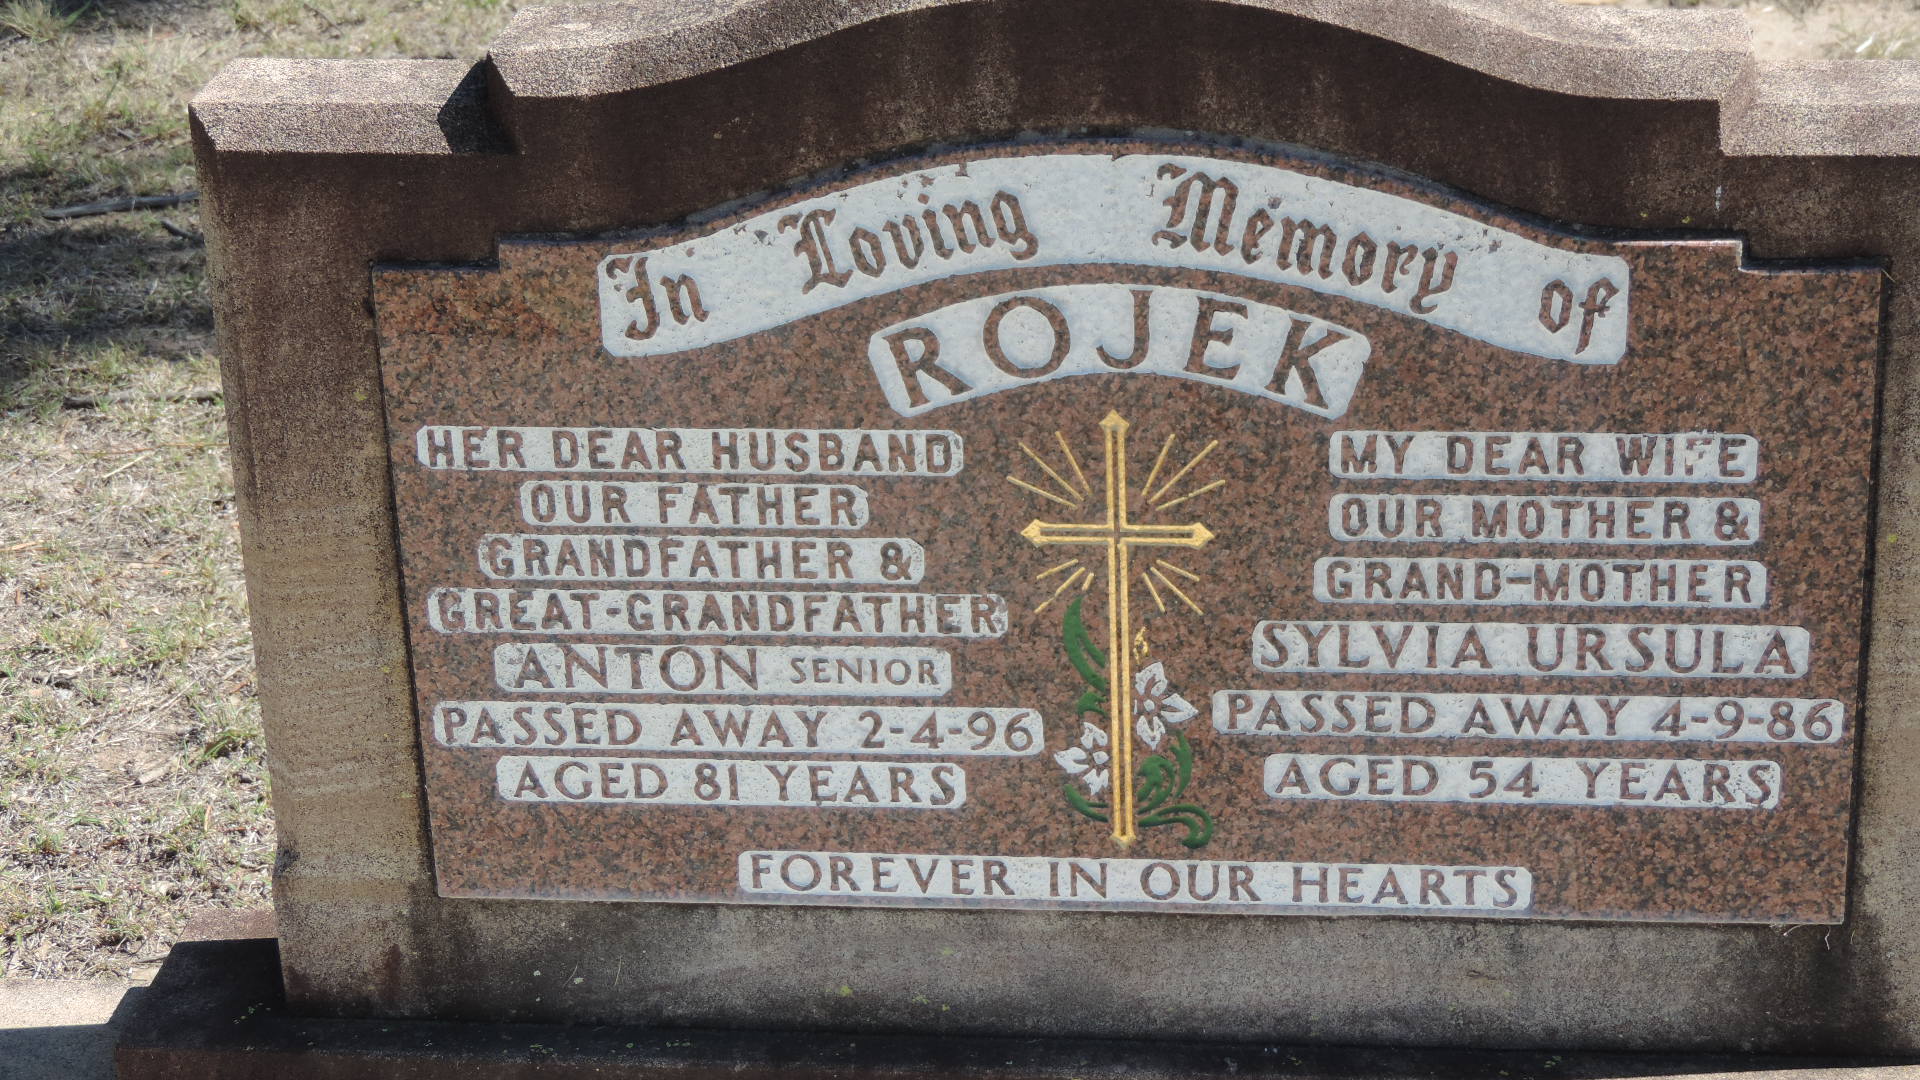 In Loving Memory of
ROJEK
HER DEAR HUSBAND
OUR FATHER
GRANDFATHER &
GREAT-GRANDFATHER
ANTON SENIOR
PASSED AWAY 2-4-96
AGED 81 YEARS
MY DEAR WIFE
OUR MOTHER &
GRAND-MOTHER
SYLVIA URSULA
PASSED AWAY 4-9-86
AGED 54 YEARS
FOREVER IN OUR HEARTS